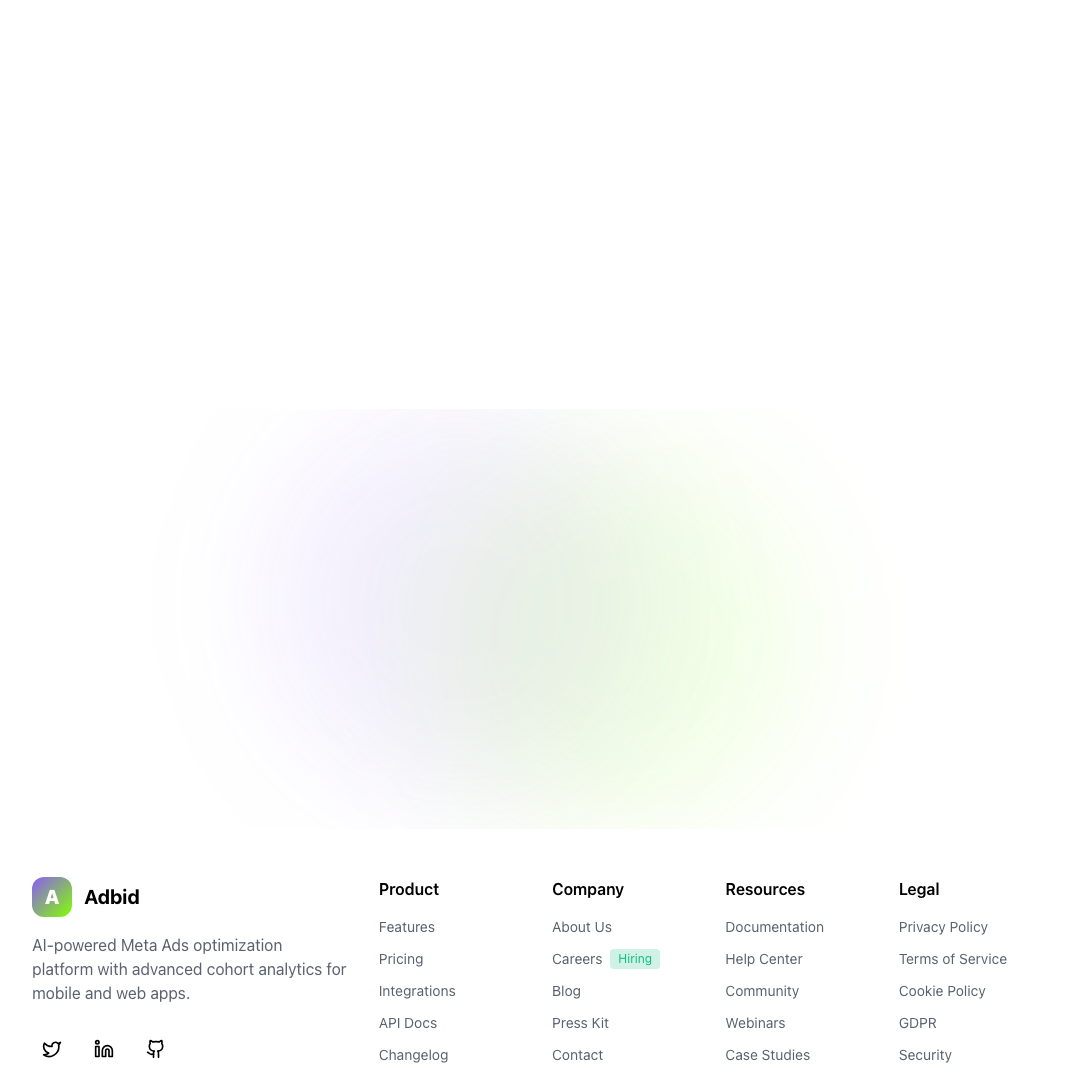 A
Adbid
AI-powered Meta Ads optimization
platform with advanced cohort analytics for
mobile and web apps.
Product
Features
Pricing
Integrations
API Docs
Changelog
Company
About Us
Careers Hiring
Blog
Press Kit
Contact
Resources
Documentation
Help Center
Community
Webinars
Case Studies
Legal
Privacy Policy
Terms of Service
Cookie Policy
GDPR
Security